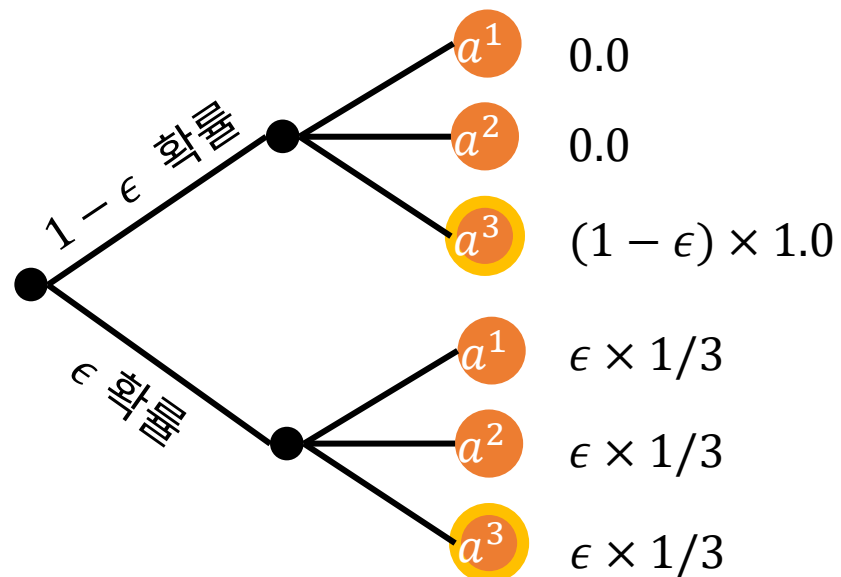 a¹ 0.0
1 − ϵ 확률
a² 0.0
a³ (1 − ϵ) × 1.0
ϵ 확률
a¹ ϵ × 1/3
a² ϵ × 1/3
a³ ϵ × 1/3